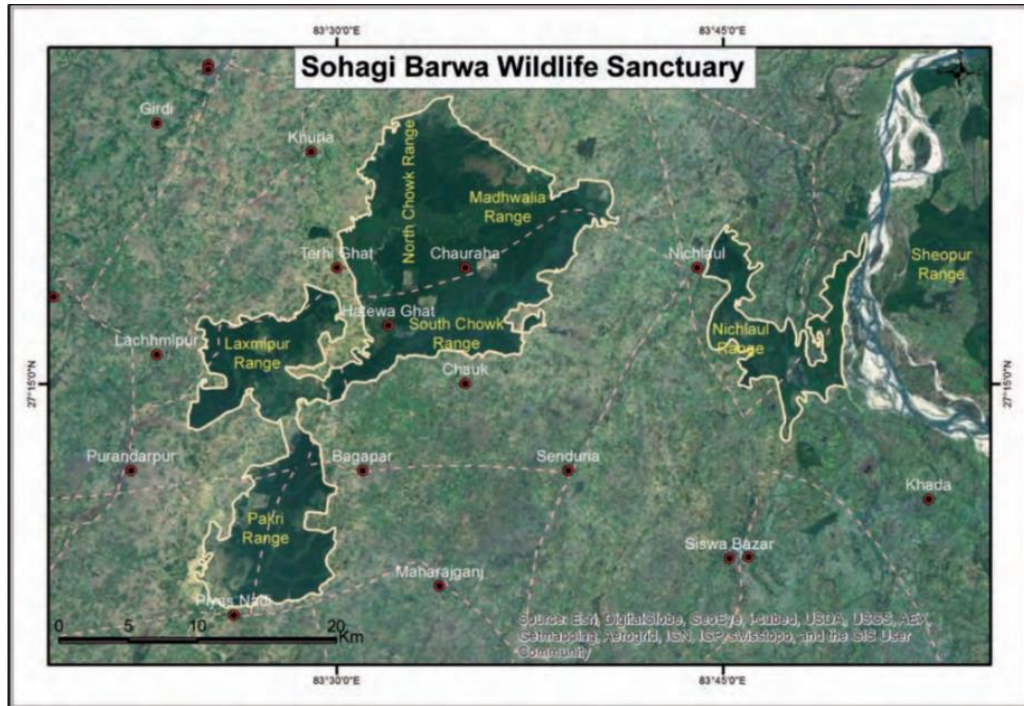 83°30'0"E
83°45'0"E
Sohagi Barwa Wildlife Sanctuary
Girdi
Khuria
North Chowk Range
Madhwalia
Range
Terhi Ghat
Chauraha
Nichlaul
Sheopur
Range
Hatewa Ghat
South Chowk
Range
Nichlaul
Range
Lachhmipur
Laxmipur
Range
Chauk
27°15'0"N
27°15'0"N
Purandarpur
Bagapar
Senduria
Khada
Pakri
Range
Siswa Bazar
Maharajganj
Piyas Nadi
0 5 10 20
Km
Source: Esri, DigitalGlobe, GeoEye, i-cubed, USDA, USGS, AEX,
Getmapping, Aerogrid, IGN, IGP, swisstopo, and the GIS User
Community
83°30'0"E
83°45'0"E